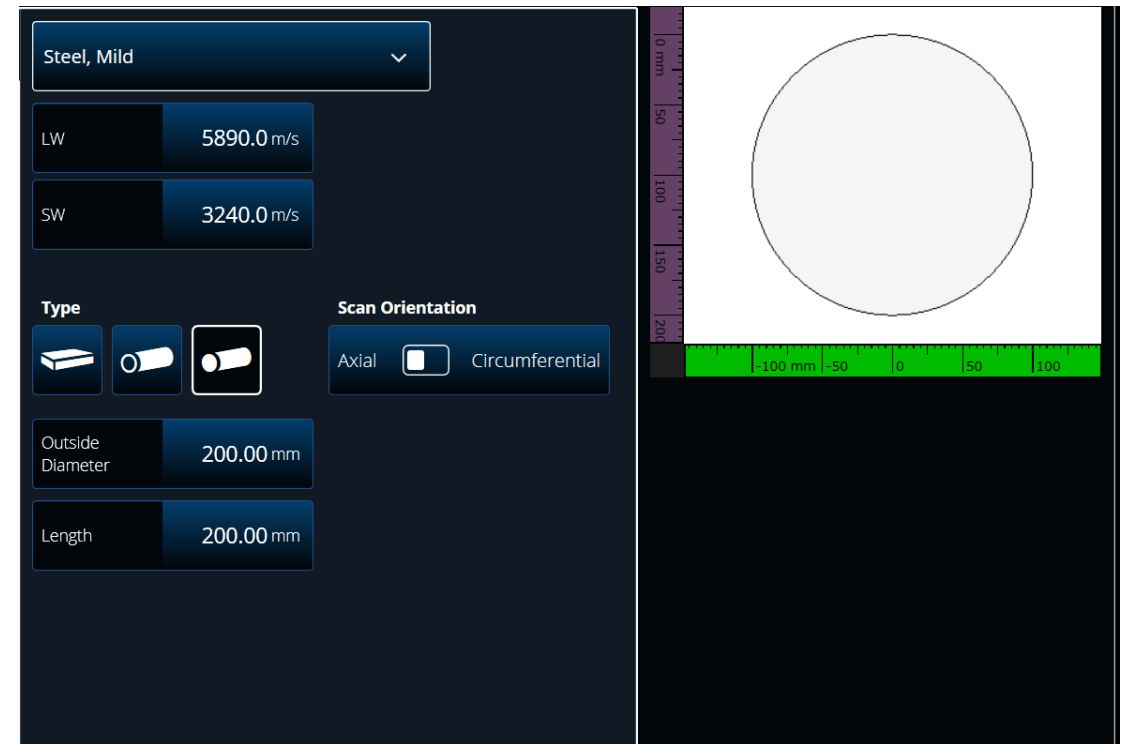 Steel, Mild
LW 5890.0 m/s
SW 3240.0 m/s
Type
Scan Orientation
Axial Circumferential
Outside
Diameter
200.00 mm
Length 200.00 mm
0 mm
50
100
150
200
-100 mm -50 0 50 100